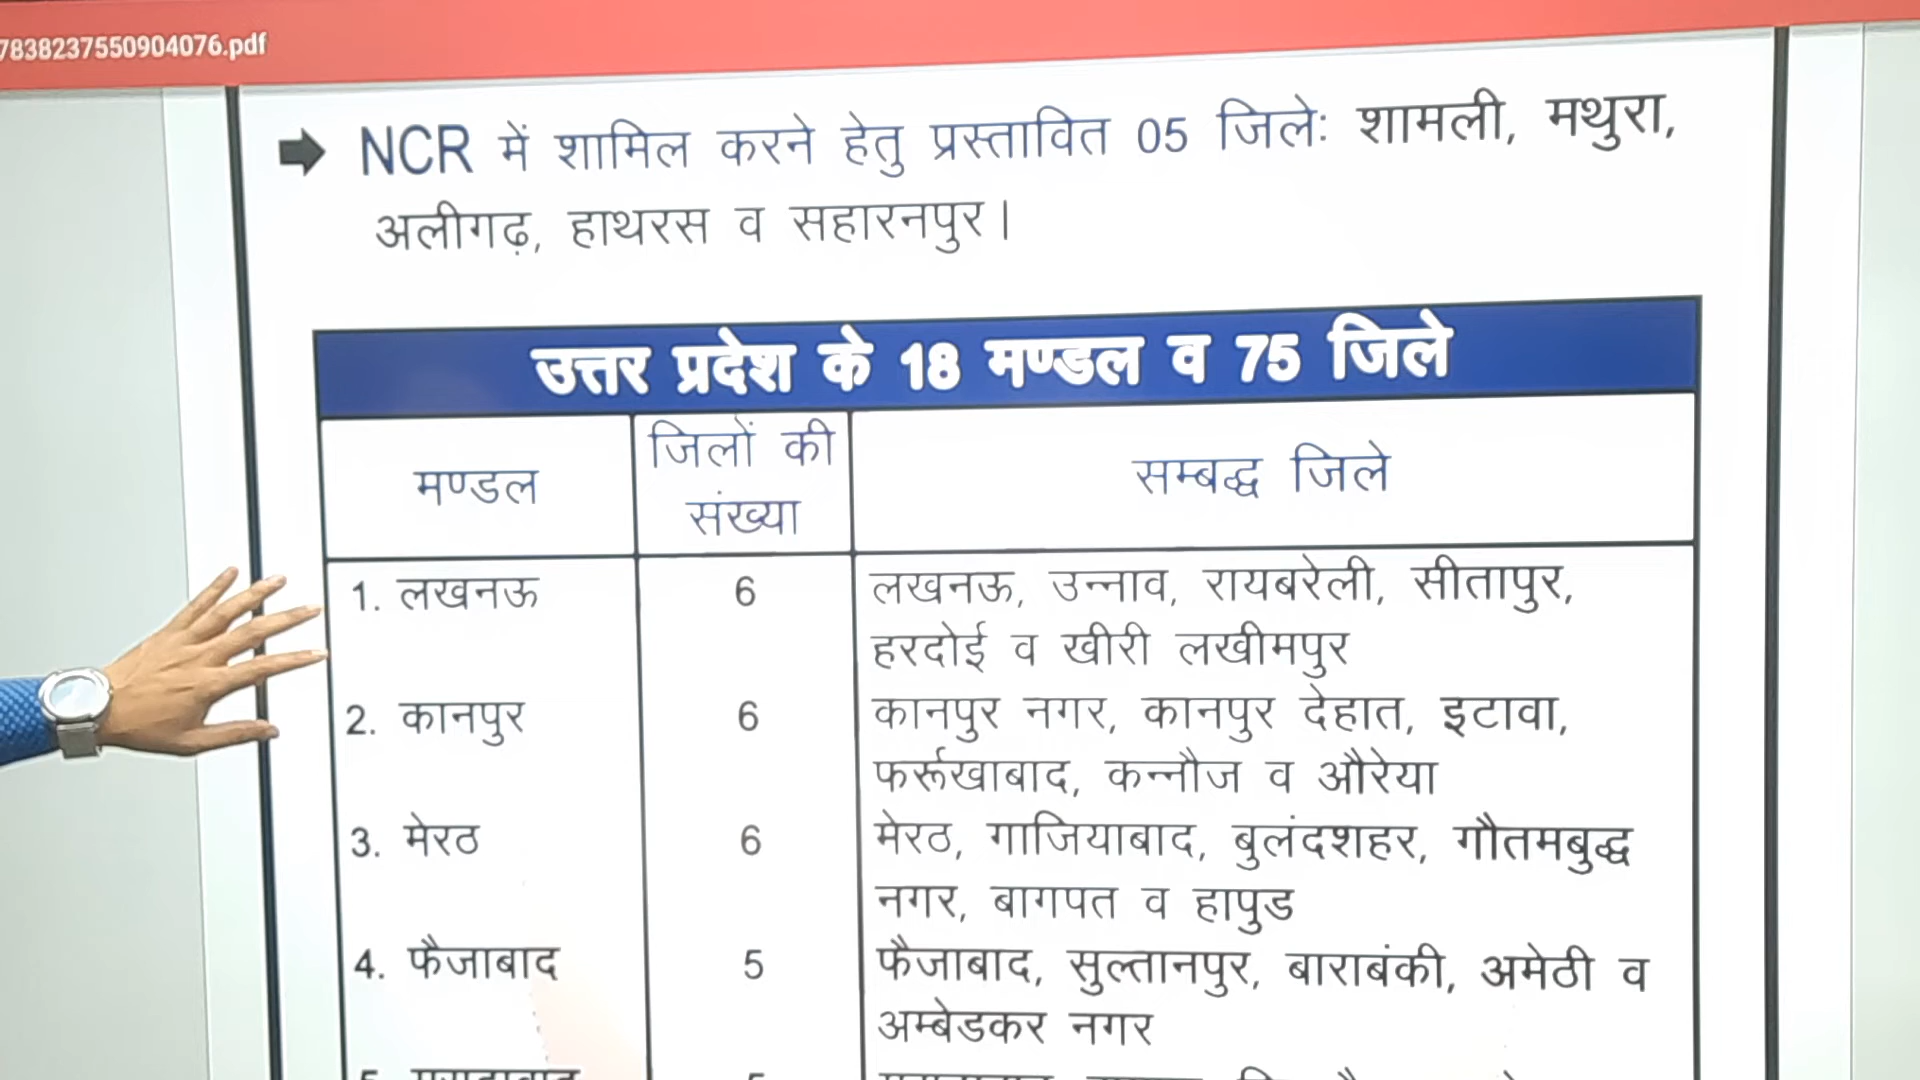 7838237550904076.pdf
NCR में शामिल करने हेतु प्रस्तावित 05 जिलेः शामली, मथुरा,
अलीगढ़, हाथरस व सहारनपुर।
उत्तर प्रदेश के 18 मण्डल व 75 जिले
मण्डल जिलों की संख्या सम्बद्ध जिले
1. लखनऊ 6 लखनऊ, उन्नाव, रायबरेली, सीतापुर,
हरदोई व खीरी लखीमपुर
2. कानपुर 6 कानपुर नगर, कानपुर देहात, इटावा,
फर्रूखाबाद, कन्नौज व औरेया
3. मेरठ 6 मेरठ, गाजियाबाद, बुलंदशहर, गौतमबुद्ध
नगर, बागपत व हापुड
4. फैजाबाद 5 फैजाबाद, सुल्तानपुर, बाराबंकी, अमेठी व
अम्बेडकर नगर